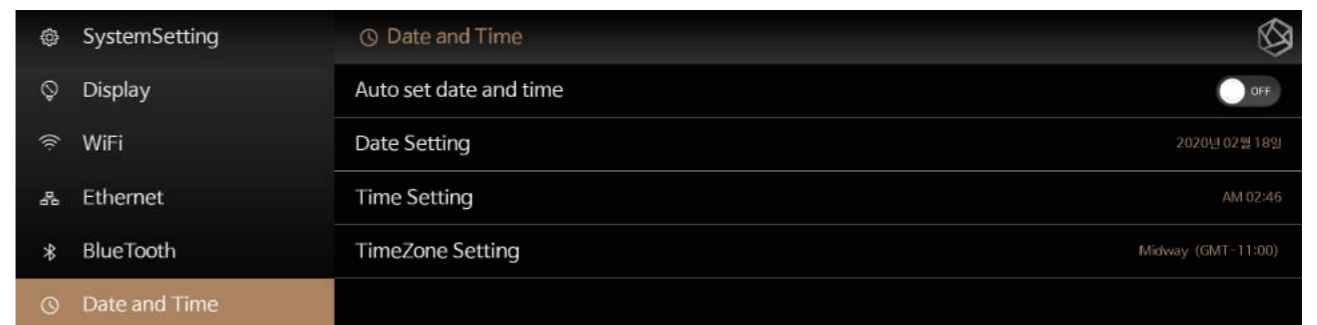 SystemSetting
Display
WiFi
Ethernet
BlueTooth
Date and Time
Date and Time
Auto set date and time
OFF
Date Setting
2020년 02월 18일
Time Setting
AM 02:46
TimeZone Setting
Midway (GMT-11:00)